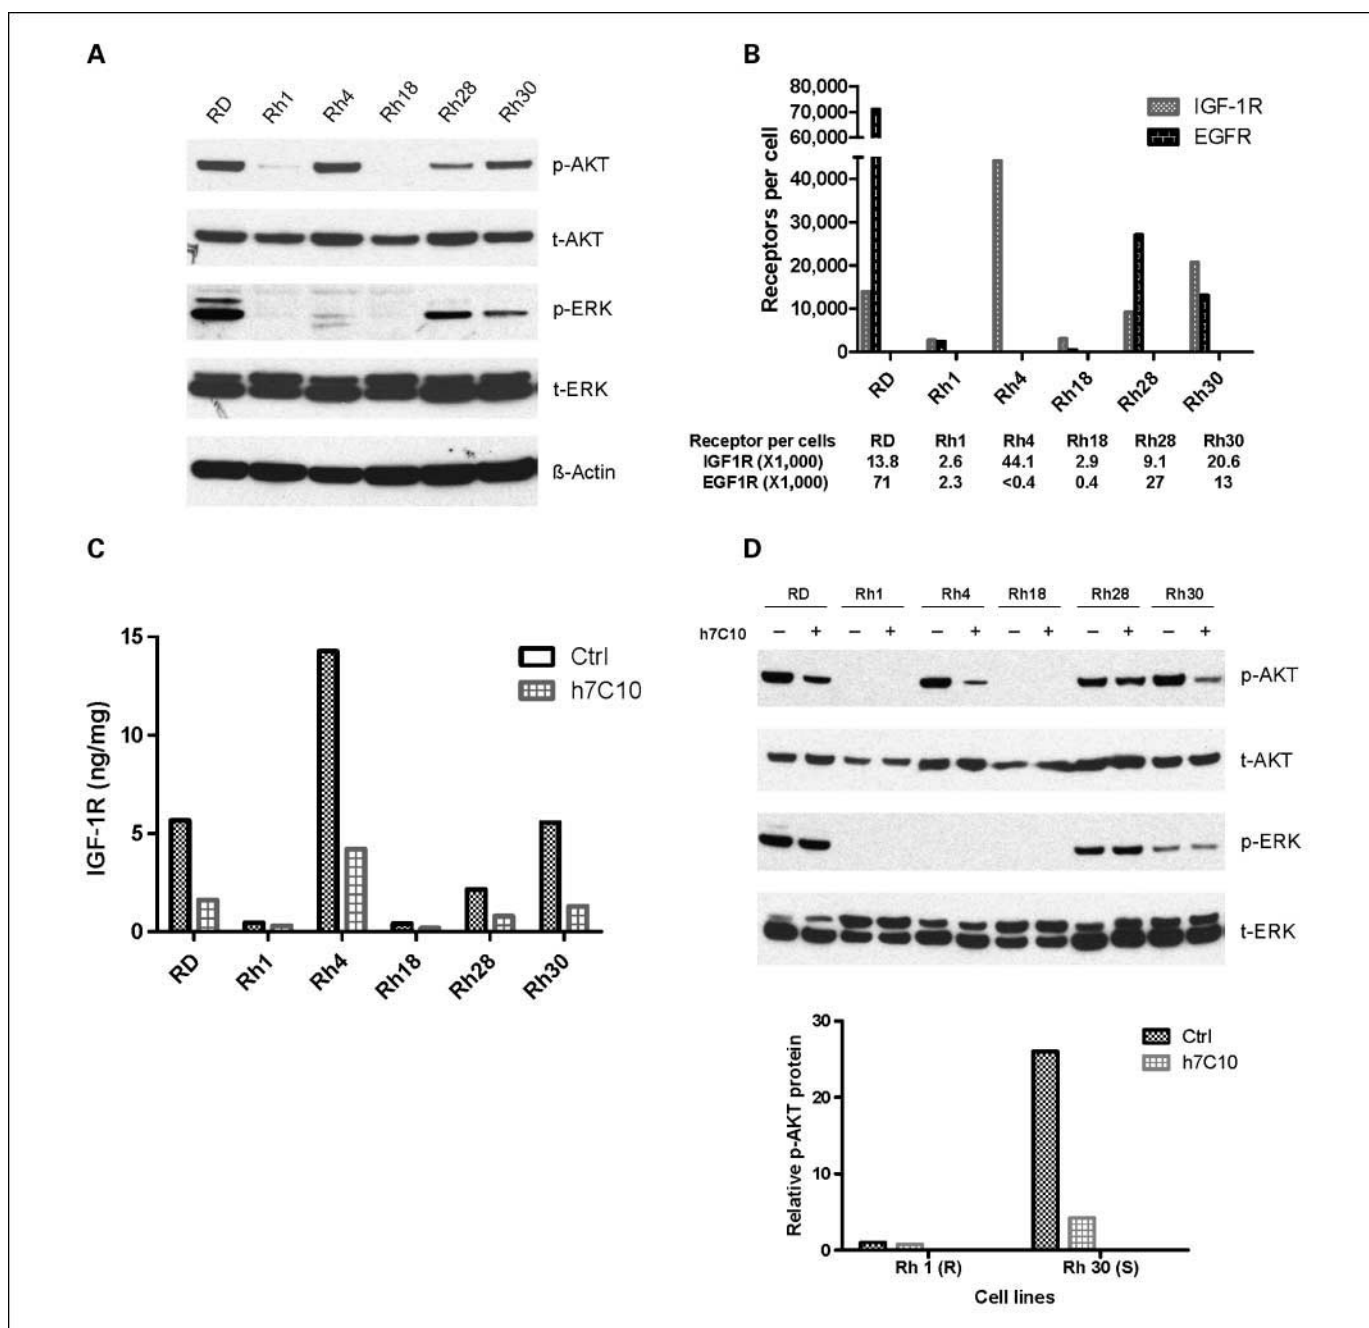 A
RD Rh1 Rh4 Rh18 Rh28 Rh30
p-AKT
t-AKT
p-ERK
t-ERK
ß-Actin
B
Receptors per cell
80,000
70,000
60,000
40,000
30,000
20,000
10,000
0
IGF-1R
EGFR
RD Rh1 Rh4 Rh18 Rh28 Rh30
Receptor per cells RD Rh1 Rh4 Rh18 Rh28 Rh30
IGF1R (X1,000) 13.8 2.6 44.1 2.9 9.1 20.6
EGF1R (X1,000) 71 2.3 <0.4 0.4 27 13
C
IGF-1R (ng/mg)
15
10
5
0
Ctrl
h7C10
RD Rh1 Rh4 Rh18 Rh28 Rh30
D
RD Rh1 Rh4 Rh18 Rh28 Rh30
h7C10 – + – + – + – + – + – +
p-AKT
t-AKT
p-ERK
t-ERK
Relative p-AKT protein
30
20
10
0
Ctrl
h7C10
Rh 1 (R) Rh 30 (S)
Cell lines